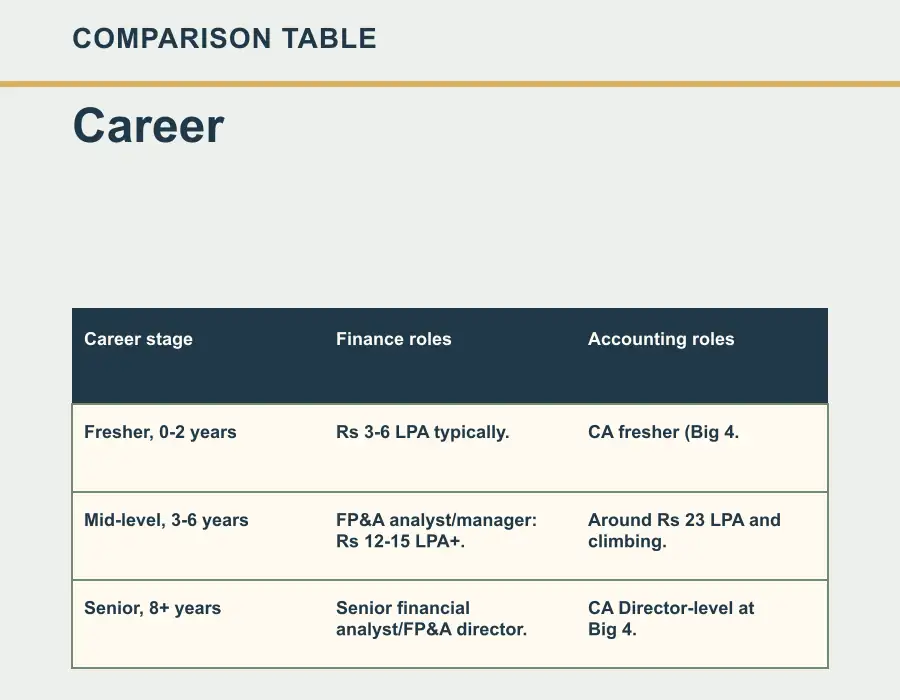 COMPARISON TABLE
Career
Career stage
Finance roles
Accounting roles
Fresher, 0-2 years
Rs 3-6 LPA typically.
CA fresher (Big 4.
Mid-level, 3-6 years
FP&A analyst/manager:
Rs 12-15 LPA+.
Around Rs 23 LPA and
climbing.
Senior, 8+ years
Senior financial
analyst/FP&A director.
CA Director-level at
Big 4.